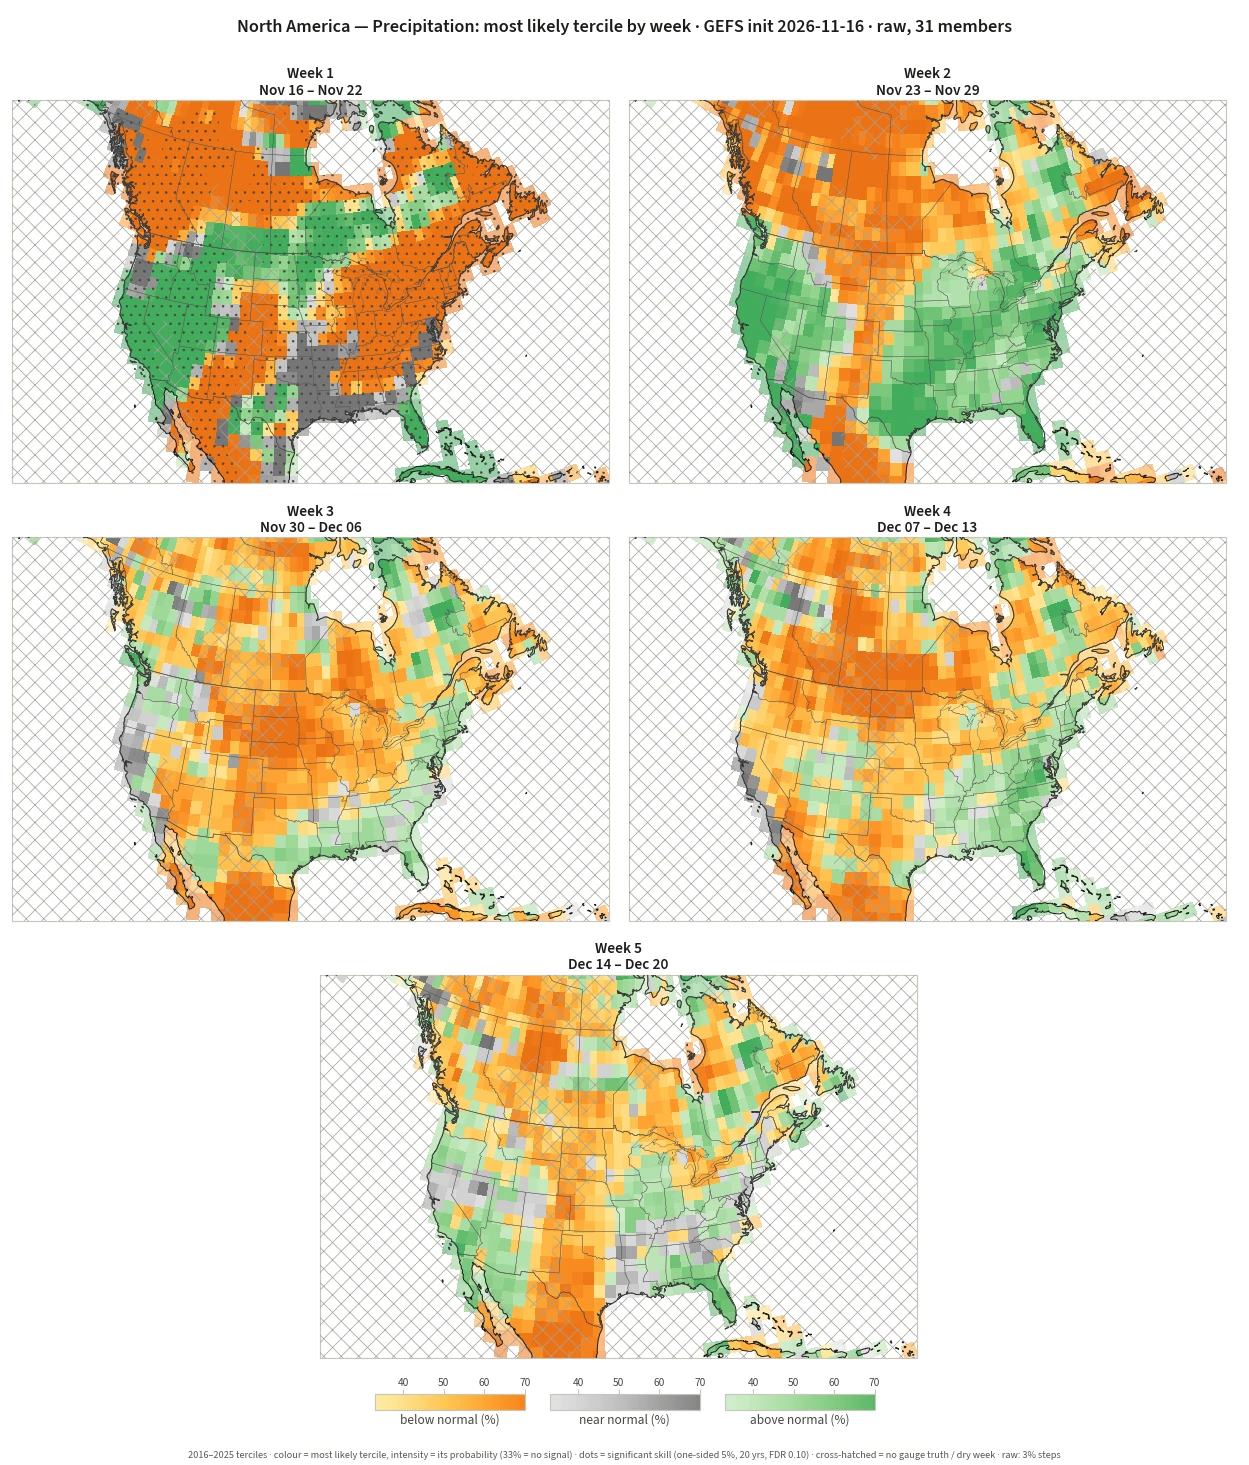 North America — Precipitation: most likely tercile by week · GEFS init 2026-11-16 · raw, 31 members
Week 1
Nov 16 – Nov 22
Week 2
Nov 23 – Nov 29
Week 3
Nov 30 – Dec 06
Week 4
Dec 07 – Dec 13
Week 5
Dec 14 – Dec 20
40 50 60 70
40 50 60 70
40 50 60 70
below normal (%)
near normal (%)
above normal (%)
2016–2025 terciles · colour = most likely tercile, intensity = its probability (33% = no signal) · dots = significant skill (one-sided 5%, 20 yrs, FDR 0.10) · cross-hatched = no gauge truth / dry week · raw: 3% steps